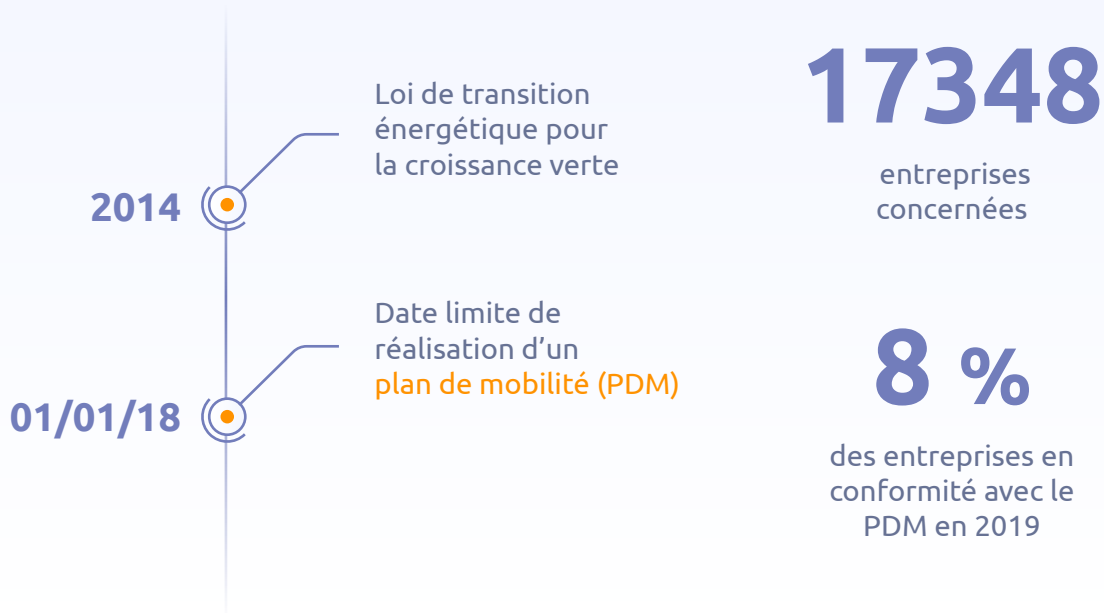 2014
Loi de transition
énergétique pour
la croissance verte
01/01/18
Date limite de
réalisation d’un
plan de mobilité (PDM)
17348
entreprises
concernées
8 %
des entreprises en
conformité avec le
PDM en 2019